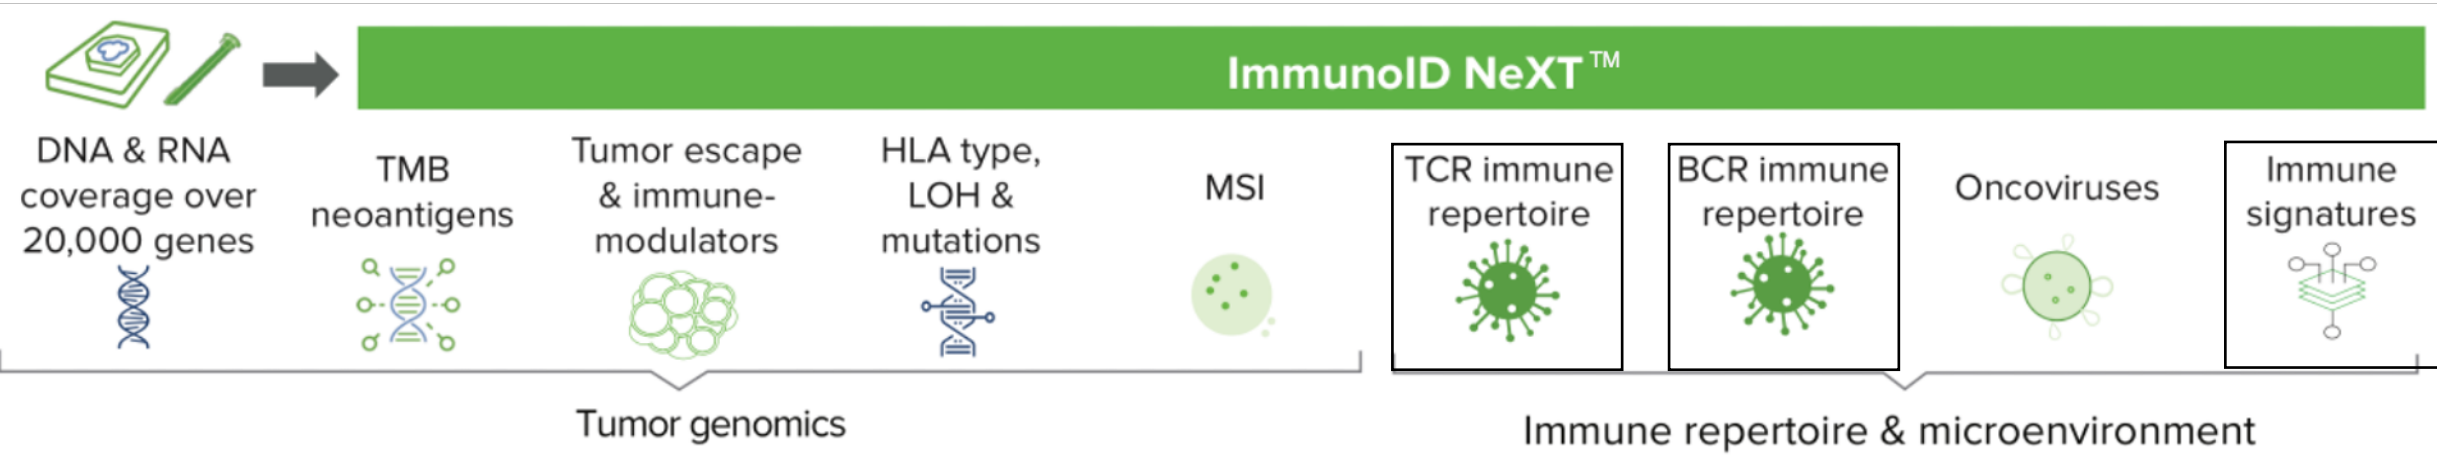 ImmunoID NeXT™
DNA & RNA
coverage over
20,000 genes
TMB
neoantigens
Tumor escape
& immune-
modulators
HLA type,
LOH &
mutations
MSI
TCR immune
repertoire
BCR immune
repertoire
Oncoviruses
Immune
signatures
Tumor genomics
Immune repertoire & microenvironment